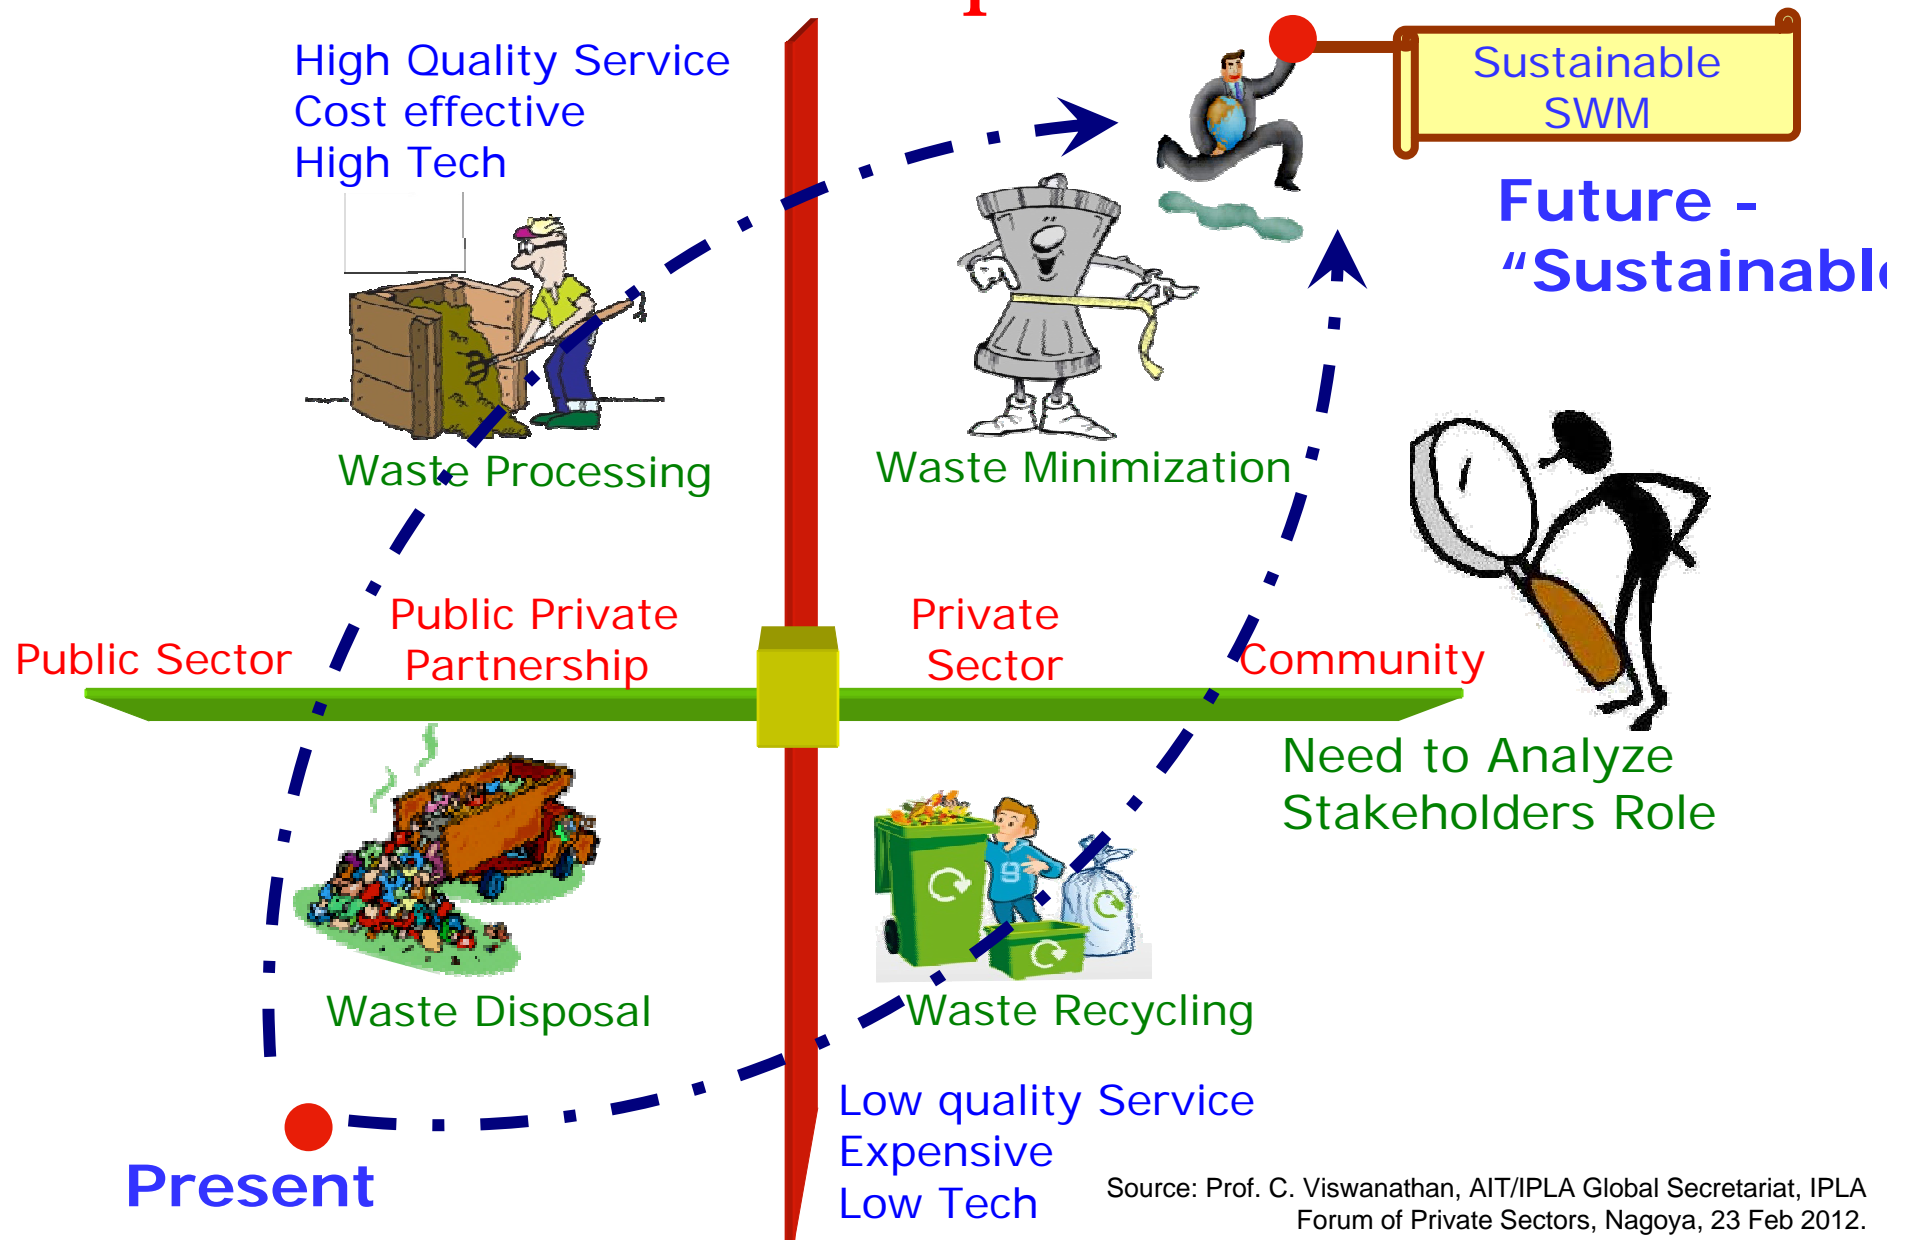 High Quality Service
Cost effective
High Tech
Sustainable
SWM
Future -
“Sustainable
Waste Processing
Waste Minimization
Public Sector
Public Private
Partnership
Private
Sector
Community
Need to Analyze
Stakeholders Role
Waste Disposal
Waste Recycling
Present
Low quality Service
Expensive
Low Tech
Source: Prof. C. Viswanathan, AIT/IPLA Global Secretariat, IPLA
Forum of Private Sectors, Nagoya, 23 Feb 2012.